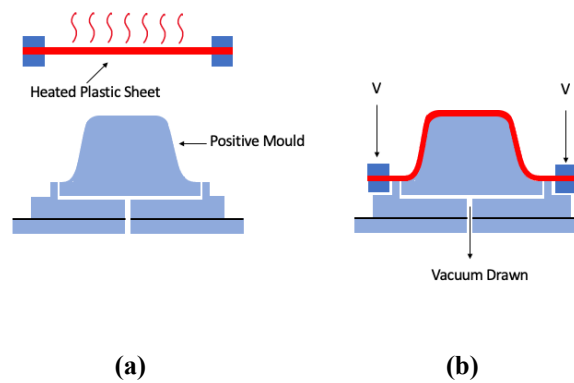 Heated Plastic Sheet
Positive Mould
V
V
Vacuum Drawn
(a)
(b)